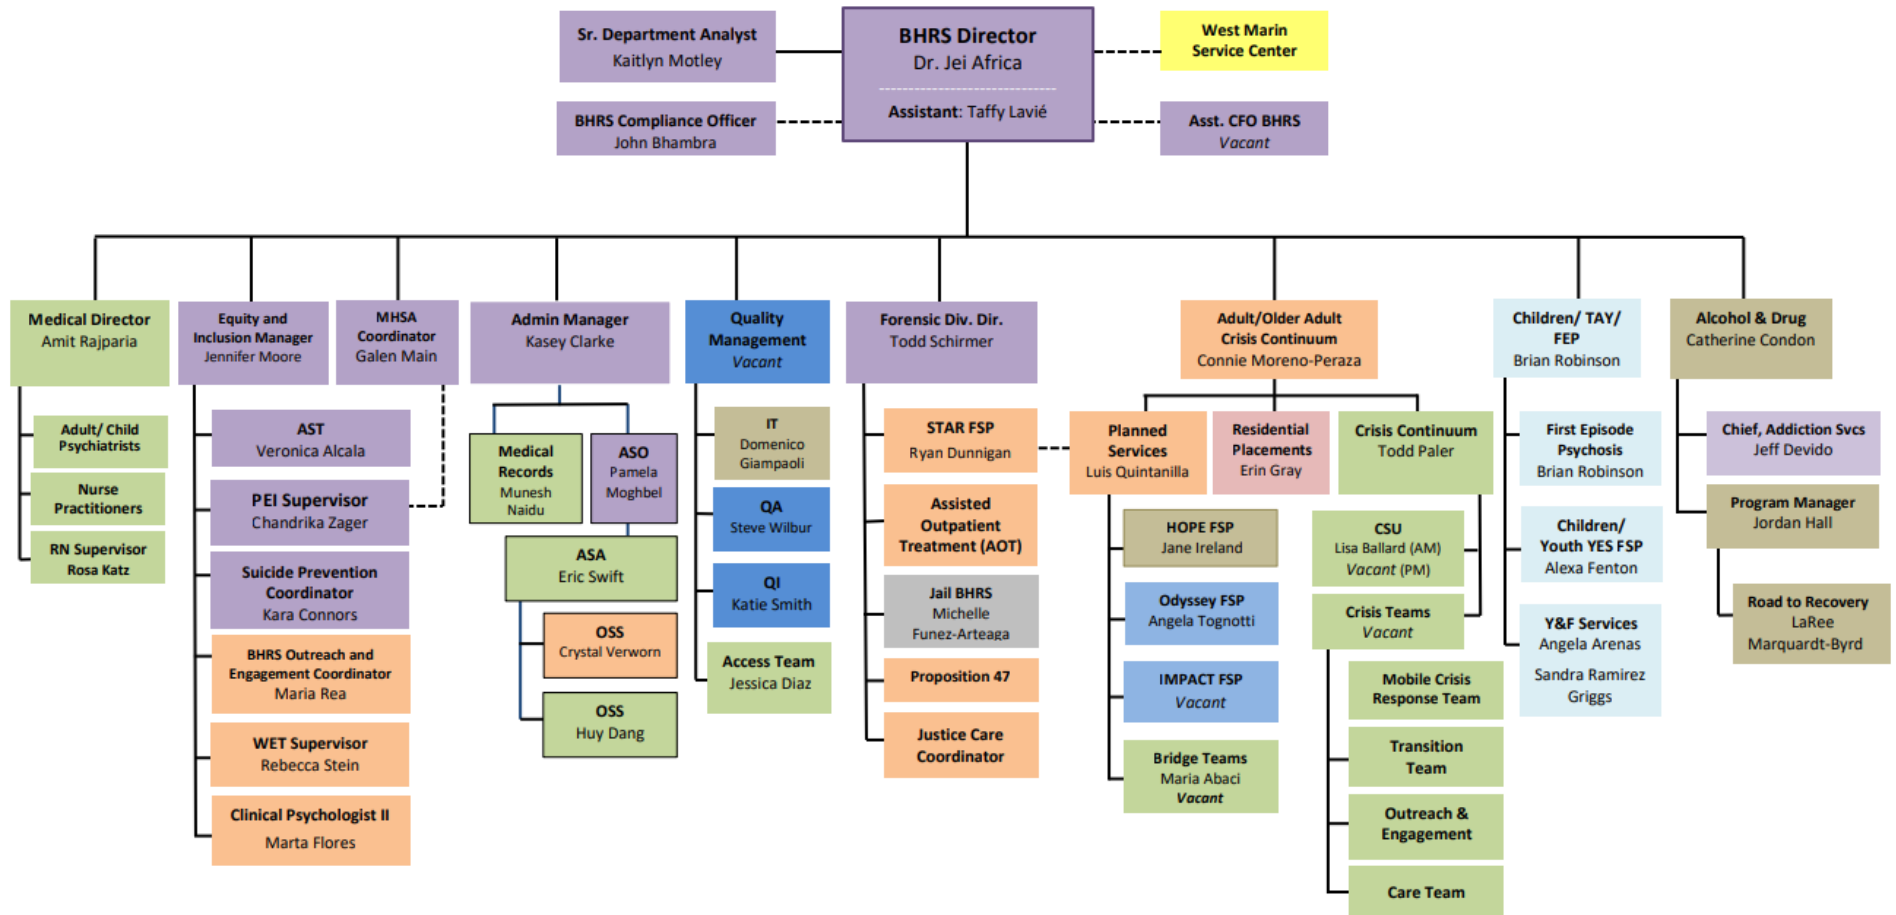 Sr. Department Analyst
Kaitlyn Motley
BHRS Director
Dr. Jei Africa
Assistant: Taffy Lavié
West Marin
Service Center
BHRS Compliance Officer
John Bhambra
Asst. CFO BHRS
Vacant
Medical Director
Amit Rajparia
Adult/ Child
Psychiatrists
Nurse
Practitioners
RN Supervisor
Rosa Katz
Equity and
Inclusion Manager
Jennifer Moore
MHSA
Coordinator
Galen Main
AST
Veronica Alcala
PEI Supervisor
Chandrika Zager
Suicide Prevention
Coordinator
Kara Connors
BHRS Outreach and
Engagement Coordinator
Maria Rea
WET Supervisor
Rebecca Stein
Clinical Psychologist II
Marta Flores
Admin Manager
Kasey Clarke
Medical
Records
Munesh
Naidu
ASO
Pamela
Moghbel
ASA
Eric Swift
OSS
Crystal Verworn
OSS
Huy Dang
Quality
Management
Vacant
IT
Domenico
Giampaoli
QA
Steve Wilbur
QI
Katie Smith
Access Team
Jessica Diaz
Forensic Div. Dir.
Todd Schirmer
STAR FSP
Ryan Dunnigan
Assisted
Outpatient
Treatment (AOT)
Jail BHRS
Michelle
Funez-Arteaga
Proposition 47
Justice Care
Coordinator
Adult/Older Adult
Crisis Continuum
Connie Moreno-Peraza
Planned
Services
Luis Quintanilla
Residential
Placements
Erin Gray
Crisis Continuum
Todd Paler
HOPE FSP
Jane Ireland
Odyssey FSP
Angela Tognotti
IMPACT FSP
Vacant
Bridge Teams
Maria Abaci
Vacant
CSU
Lisa Ballard (AM)
Vacant (PM)
Crisis Teams
Vacant
Mobile Crisis
Response Team
Transition
Team
Outreach &
Engagement
Care Team
Children/ TAY/
FEP
Brian Robinson
First Episode
Psychosis
Brian Robinson
Children/
Youth YES FSP
Alexa Fenton
Y&F Services
Angela Arenas
Sandra Ramirez
Griggs
Alcohol & Drug
Catherine Condon
Chief, Addiction Svcs
Jeff Devido
Program Manager
Jordan Hall
Road to Recovery
LaRee
Marquardt-Byrd